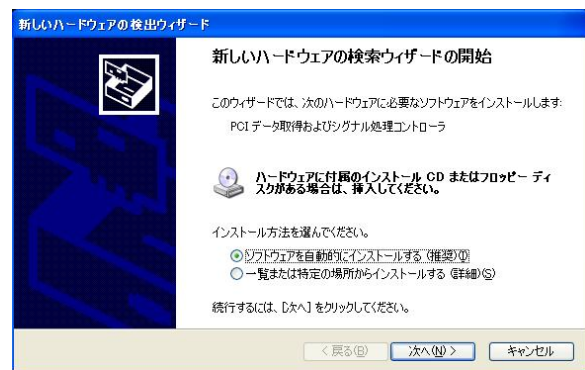 新しいハードウェアの検出ウィザード
新しいハードウェアの検索ウィザードの開始
このウィザードでは、次のハードウェアに必要なソフトウェアをインストールします:
PCI データ取得およびシグナル処理コントローラ
ハードウェアに付属のインストール CD またはフロッピー ディ
スクがある場合は、挿入してください。
インストール方法を選んでください。
ソフトウェアを自動的にインストールする (推奨)(I)
一覧または特定の場所からインストールする (詳細)(S)
続行するには、[次へ] をクリックしてください。
< 戻る(B)
次へ(N) >
キャンセル